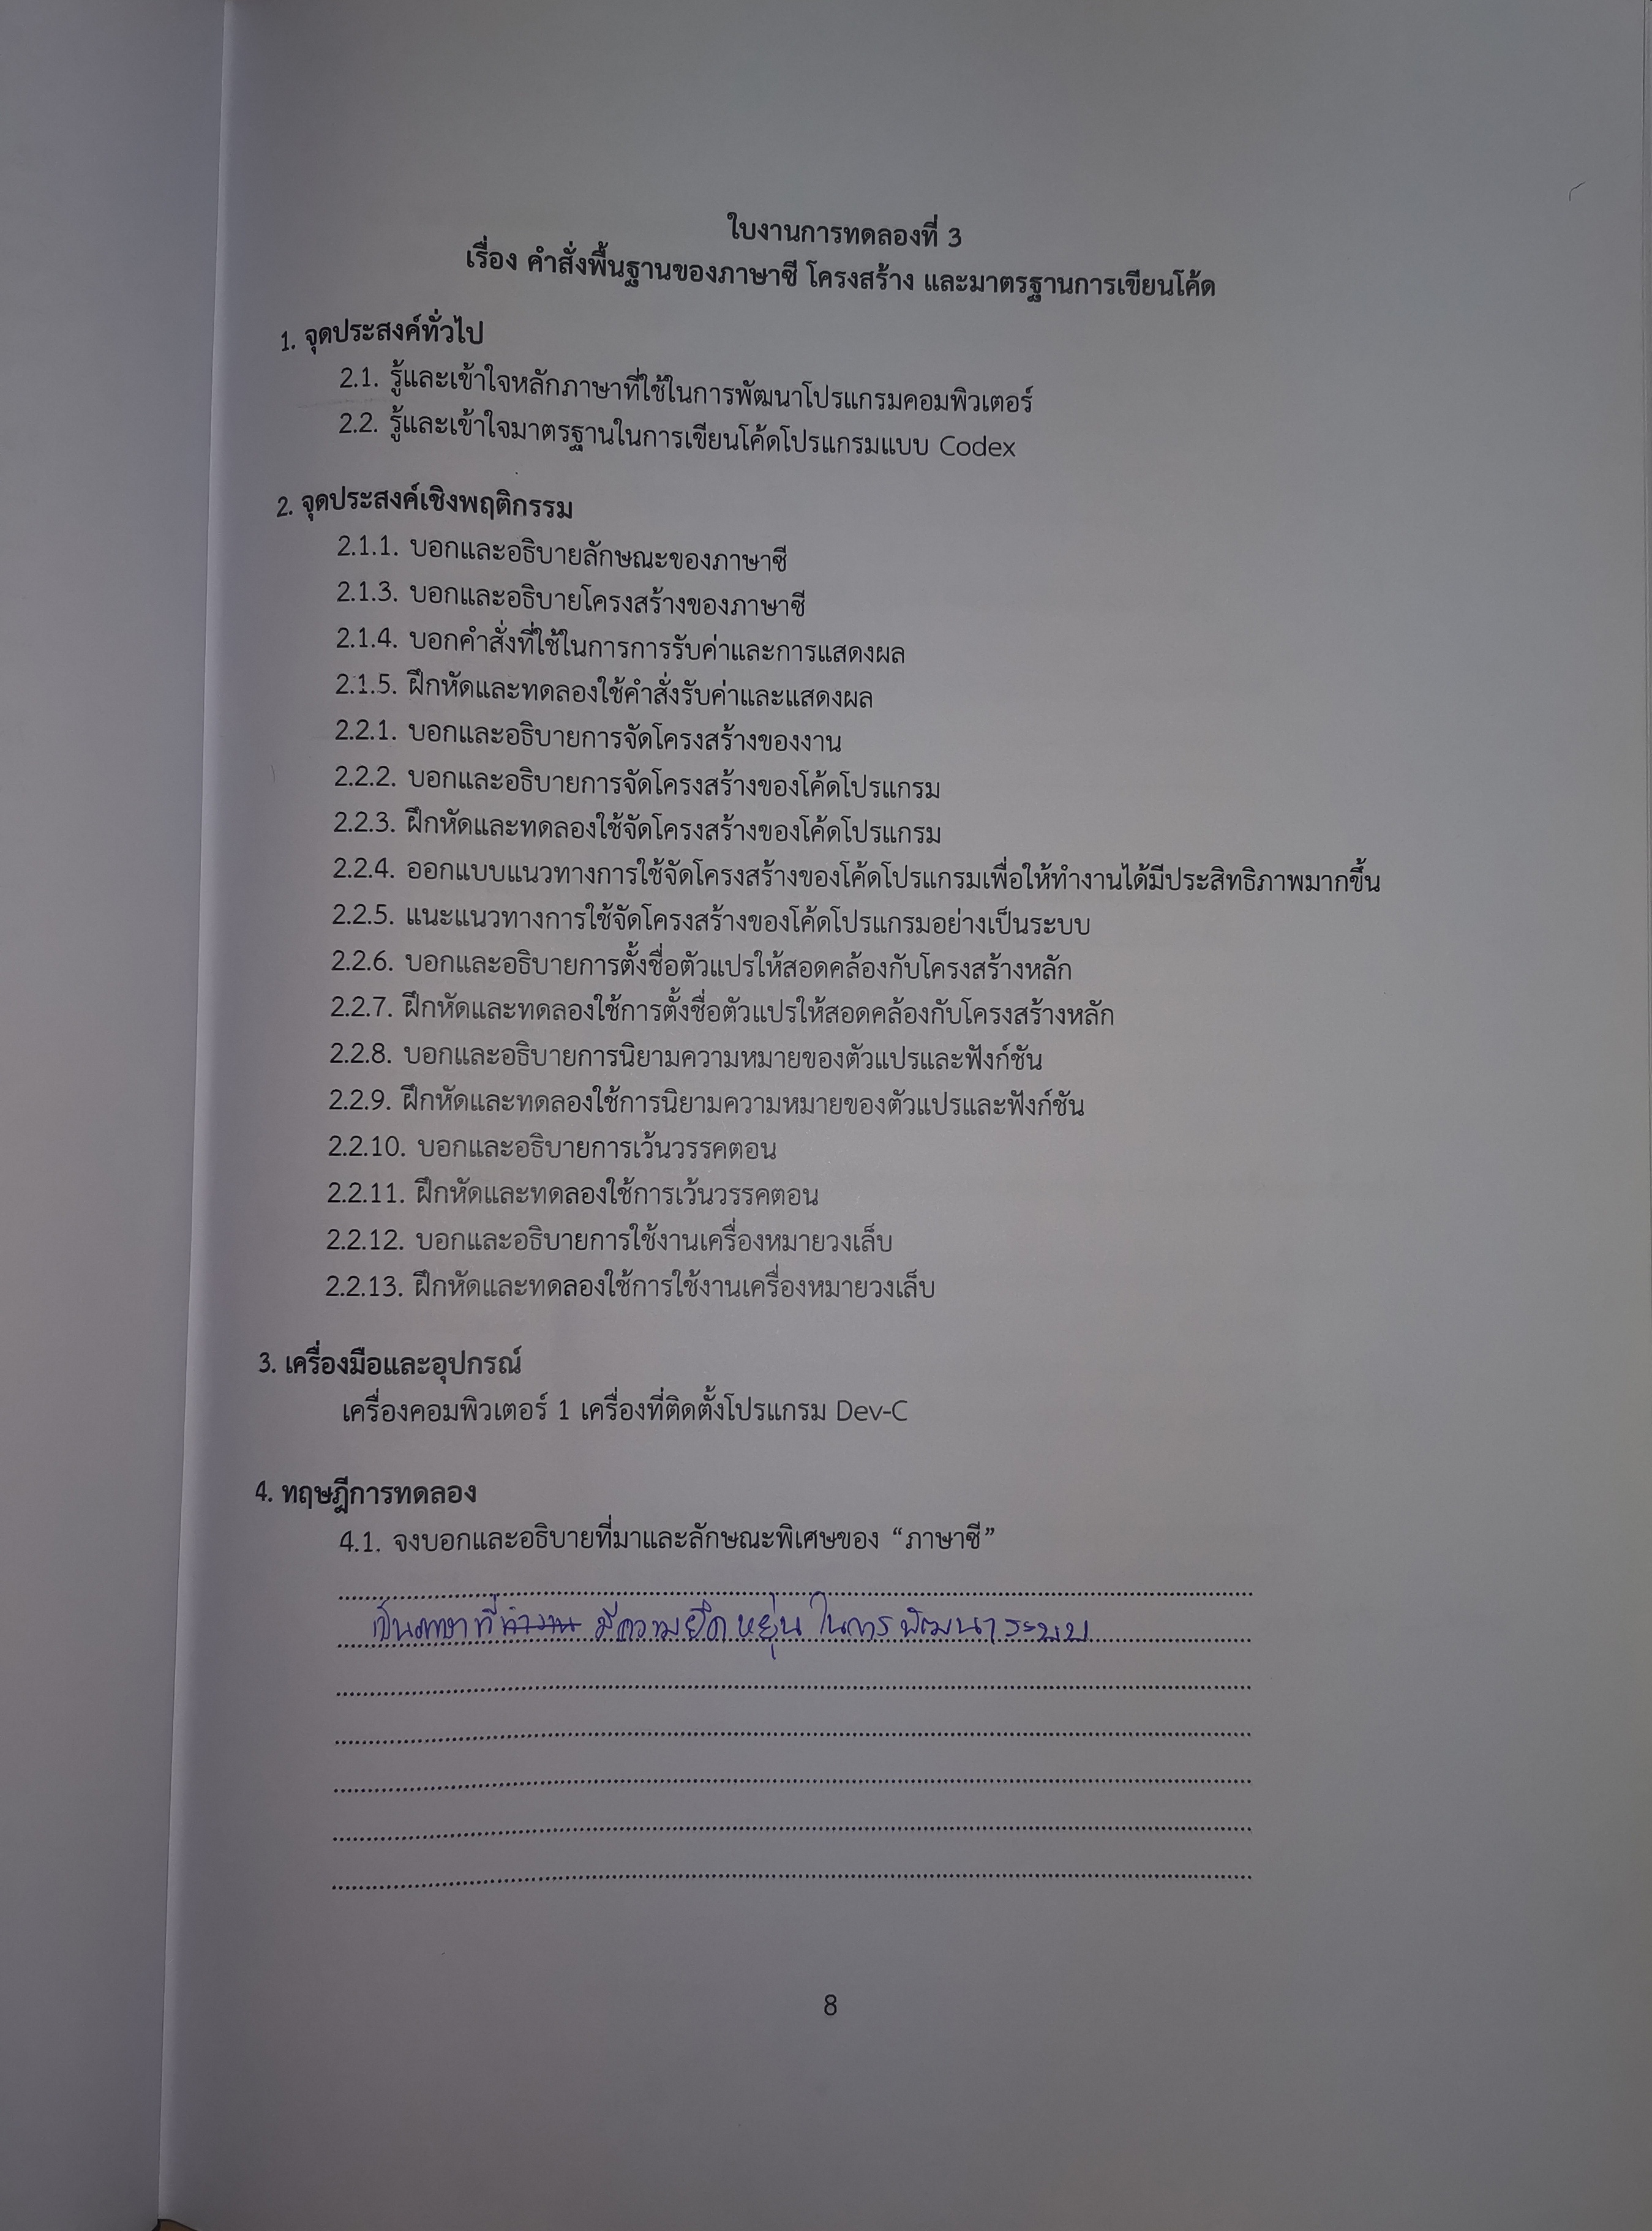 ใบงานการทดลองที่ 3
เรื่อง คำสั่งพื้นฐานของภาษาซี โครงสร้าง และมาตรฐานการเขียนโค้ด
1. จุดประสงค์ทั่วไป
2.1. รู้และเข้าใจหลักภาษาที่ใช้ในการพัฒนาโปรแกรมคอมพิวเตอร์
2.2. รู้และเข้าใจมาตรฐานในการเขียนโค้ดโปรแกรมแบบ Codex
2. จุดประสงค์เชิงพฤติกรรม
2.1.1. บอกและอธิบายลักษณะของภาษาซี
2.1.3. บอกและอธิบายโครงสร้างของภาษาซี
2.1.4. บอกคำสั่งที่ใช้ในการการรับค่าและการแสดงผล
2.1.5. ฝึกหัดและทดลองใช้คำสั่งรับค่าและแสดงผล
2.2.1. บอกและอธิบายการจัดโครงสร้างของงาน
2.2.2. บอกและอธิบายการจัดโครงสร้างของโค้ดโปรแกรม
2.2.3. ฝึกหัดและทดลองใช้จัดโครงสร้างของโค้ดโปรแกรม
2.2.4. ออกแบบแนวทางการใช้จัดโครงสร้างของโค้ดโปรแกรมเพื่อให้ทำงานได้มีประสิทธิภาพมากขึ้น
2.2.5. แนะแนวทางการใช้จัดโครงสร้างของโค้ดโปรแกรมอย่างเป็นระบบ
2.2.6. บอกและอธิบายการตั้งชื่อตัวแปรให้สอดคล้องกับโครงสร้างหลัก
2.2.7. ฝึกหัดและทดลองใช้การตั้งชื่อตัวแปรให้สอดคล้องกับโครงสร้างหลัก
2.2.8. บอกและอธิบายการนิยามความหมายของตัวแปรและฟังก์ชัน
2.2.9. ฝึกหัดและทดลองใช้การนิยามความหมายของตัวแปรและฟังก์ชัน
2.2.10. บอกและอธิบายการเว้นวรรคตอน
2.2.11. ฝึกหัดและทดลองใช้การเว้นวรรคตอน
2.2.12. บอกและอธิบายการใช้งานเครื่องหมายวงเล็บ
2.2.13. ฝึกหัดและทดลองใช้การใช้งานเครื่องหมายวงเล็บ
3. เครื่องมือและอุปกรณ์
เครื่องคอมพิวเตอร์ 1 เครื่องที่ติดตั้งโปรแกรม Dev-C
4. ทฤษฎีการทดลอง
4.1. จงบอกและอธิบายที่มาและลักษณะพิเศษของ “ภาษาซี”
เป็นภาษาที่ มีความยืดหยุ่น ในการ พัฒนาระบบ
8